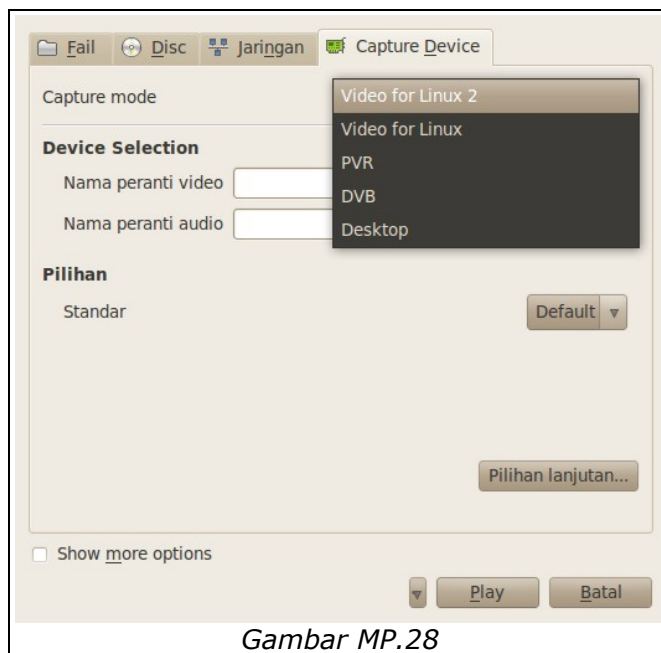 Fail Disc Jaringan Capture Device
Capture mode
Video for Linux 2
Video for Linux
PVR
DVB
Desktop
Device Selection
Nama peranti video
Nama peranti audio
Pilihan
Standar Default
Pilihan lanjutan...
Show more options
Play Batal
Gambar MP.28